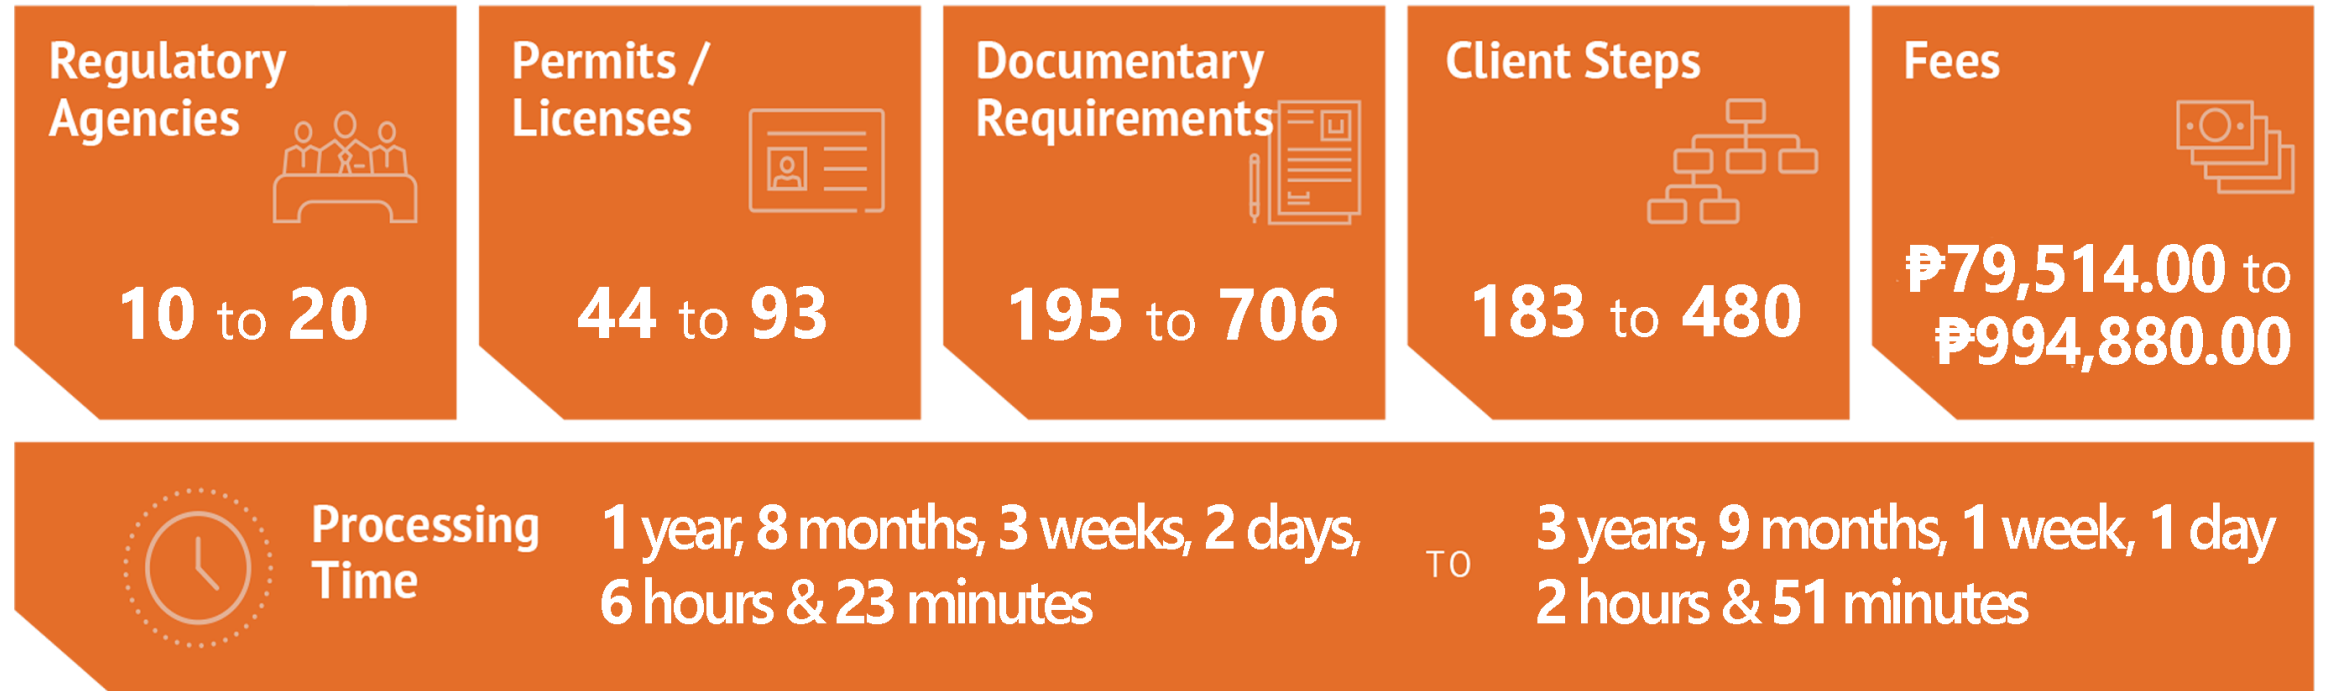 Regulatory
Agencies
10 to 20
Permits /
Licenses
44 to 93
Documentary
Requirements
195 to 706
Client Steps
183 to 480
Fees
₱79,514.00 to
₱994,880.00
Processing
Time
1 year, 8 months, 3 weeks, 2 days,
6 hours & 23 minutes
TO
3 years, 9 months, 1 week, 1 day
2 hours & 51 minutes